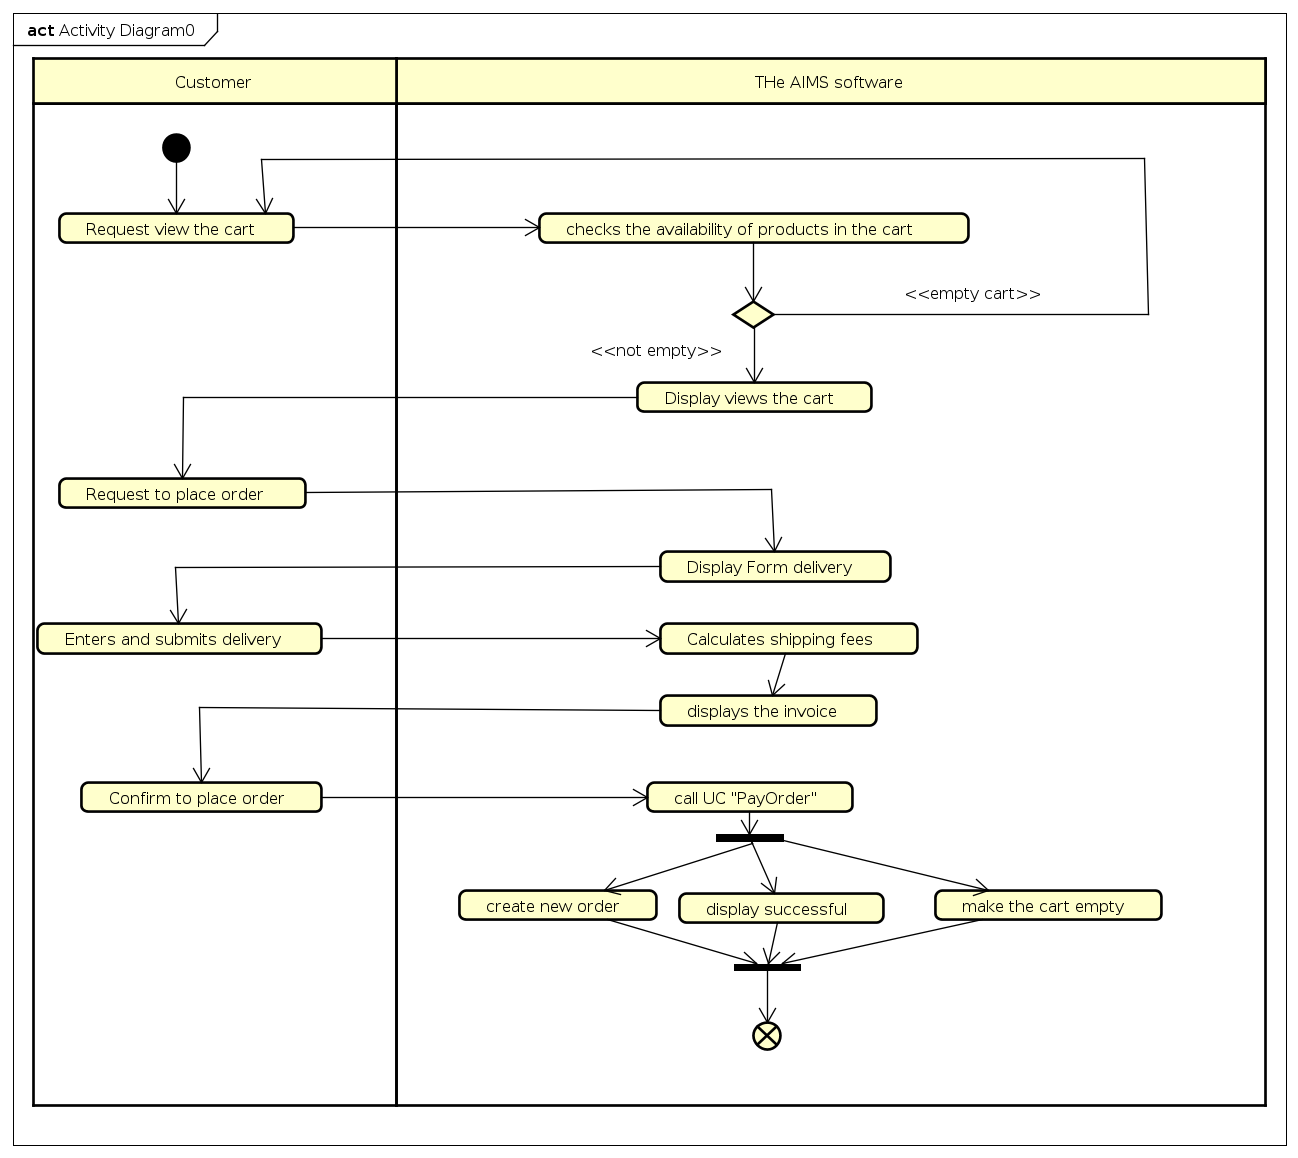 act Activity Diagram0
Customer
THe AIMS software
Request view the cart
checks the availability of products in the cart
<<empty cart>>
<<not empty>>
Display views the cart
Request to place order
Display Form delivery
Enters and submits delivery
Calculates shipping fees
displays the invoice
Confirm to place order
call UC "PayOrder"
create new order
display successful
make the cart empty